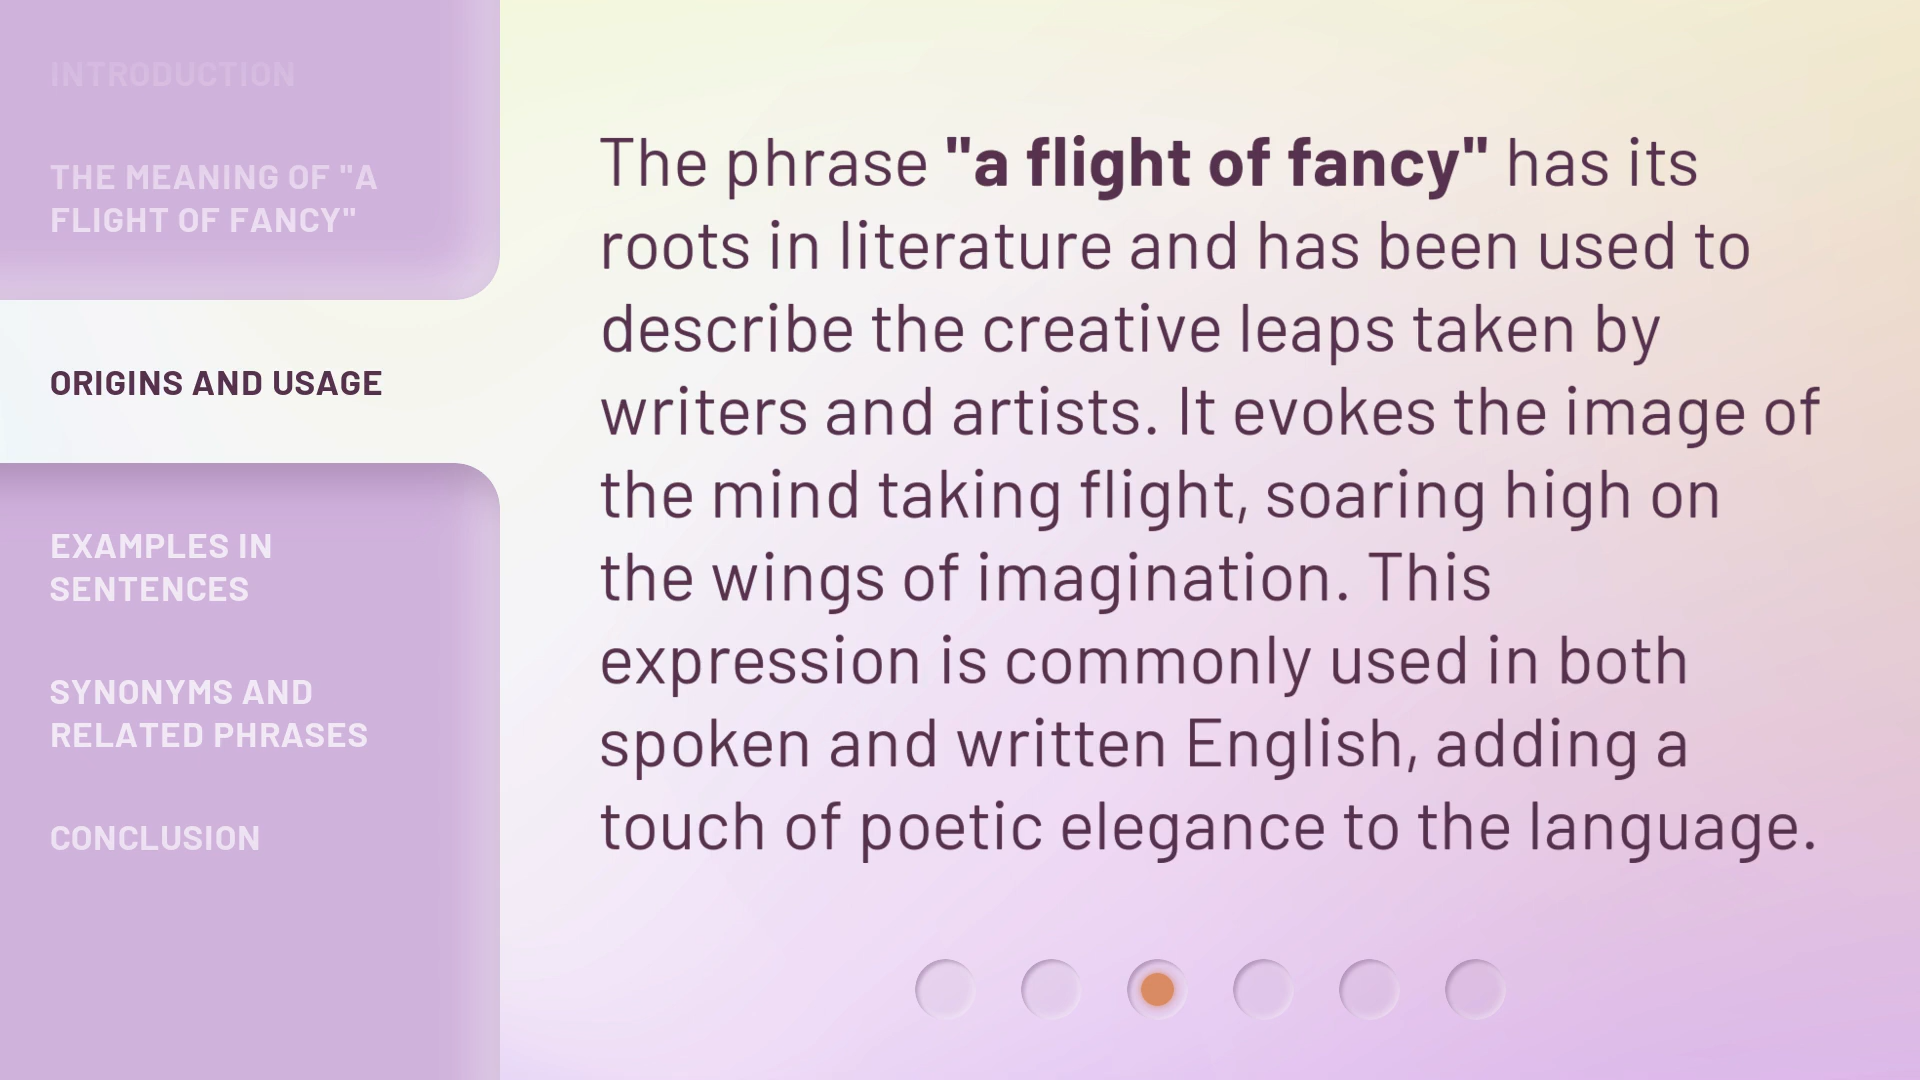 INTRODUCTION
THE MEANING OF "A
FLIGHT OF FANCY"
ORIGINS AND USAGE
EXAMPLES IN
SENTENCES
SYNONYMS AND
RELATED PHRASES
CONCLUSION
The phrase "a flight of fancy" has its
roots in literature and has been used to
describe the creative leaps taken by
writers and artists. It evokes the image of
the mind taking flight, soaring high on
the wings of imagination. This
expression is commonly used in both
spoken and written English, adding a
touch of poetic elegance to the language.